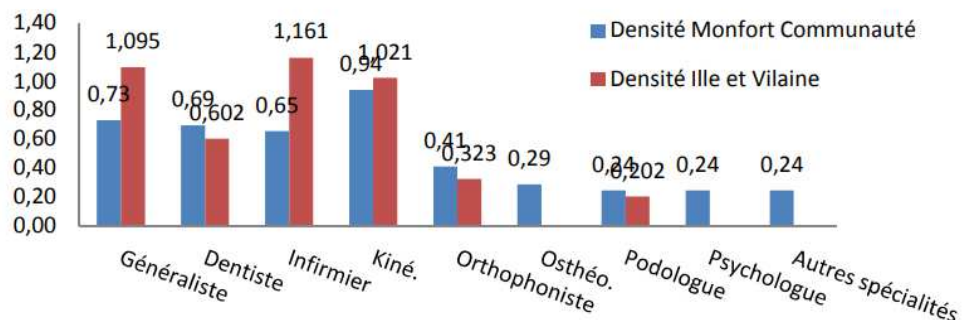 1,40
1,20
1,00
0,80
0,60
0,40
0,20
0,00
0,73
1,095
0,69
0,602
0,65
1,161
0,94
1,021
0,41
0,323
0,29
0,24
0,202
0,24
0,24
Densité Monfort Communauté
Densité Ille et Vilaine
Généraliste
Dentiste
Infirmier
Kiné.
Orthophoniste
Osthéo.
Podologue
Psychologue
Autres spécialités